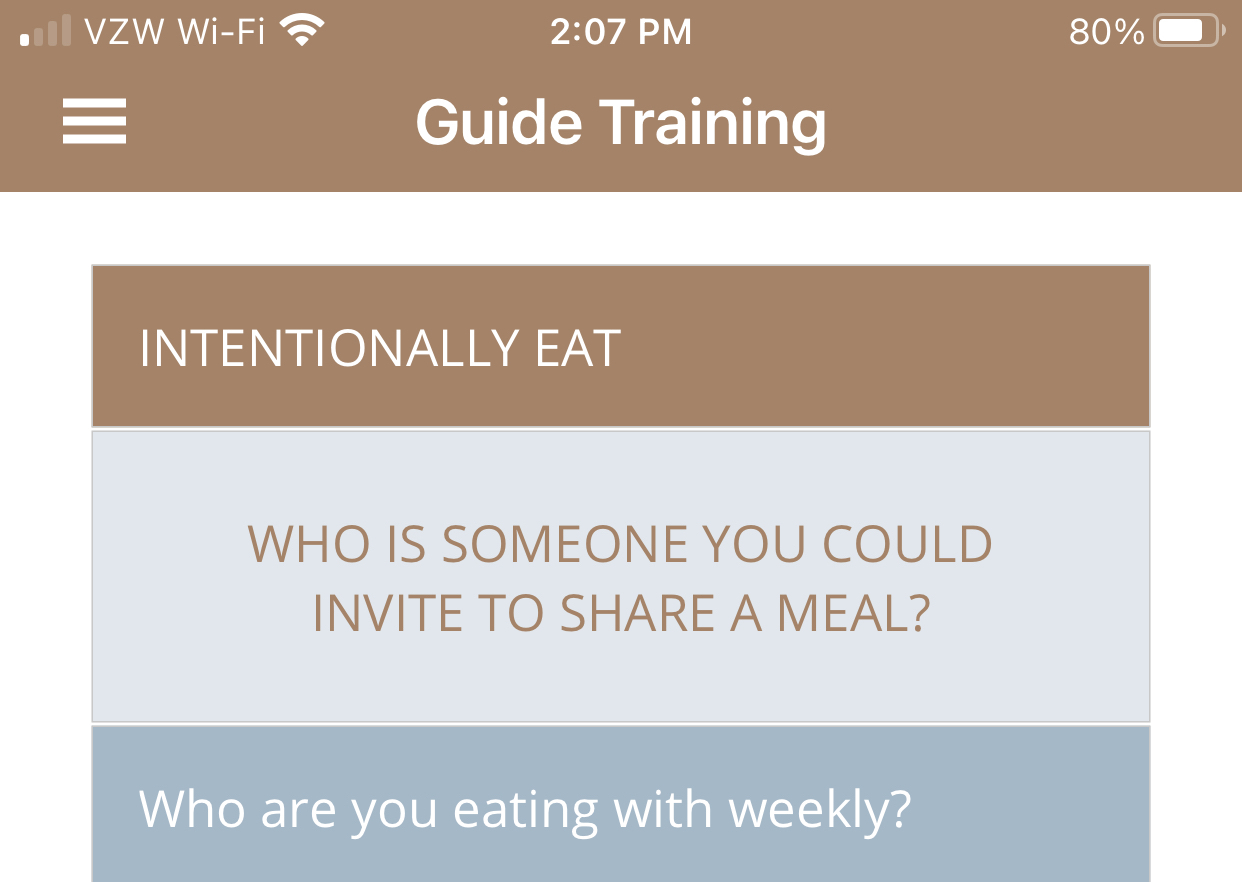 VZW Wi-Fi 2:07 PM 80%
Guide Training
INTENTIONALLY EAT
WHO IS SOMEONE YOU COULD
INVITE TO SHARE A MEAL?
Who are you eating with weekly?